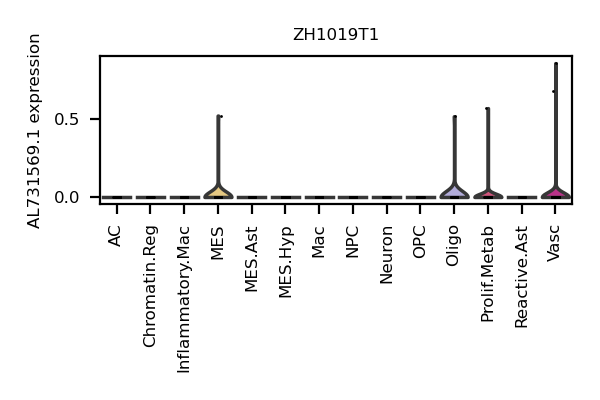 ZH1019T1
AL731569.1 expression
0.5
0.0
AC
Chromatin.Reg
Inflammatory.Mac
MES
MES.Ast
MES.Hyp
Mac
NPC
Neuron
OPC
Oligo
Prolif.Metab
Reactive.Ast
Vasc